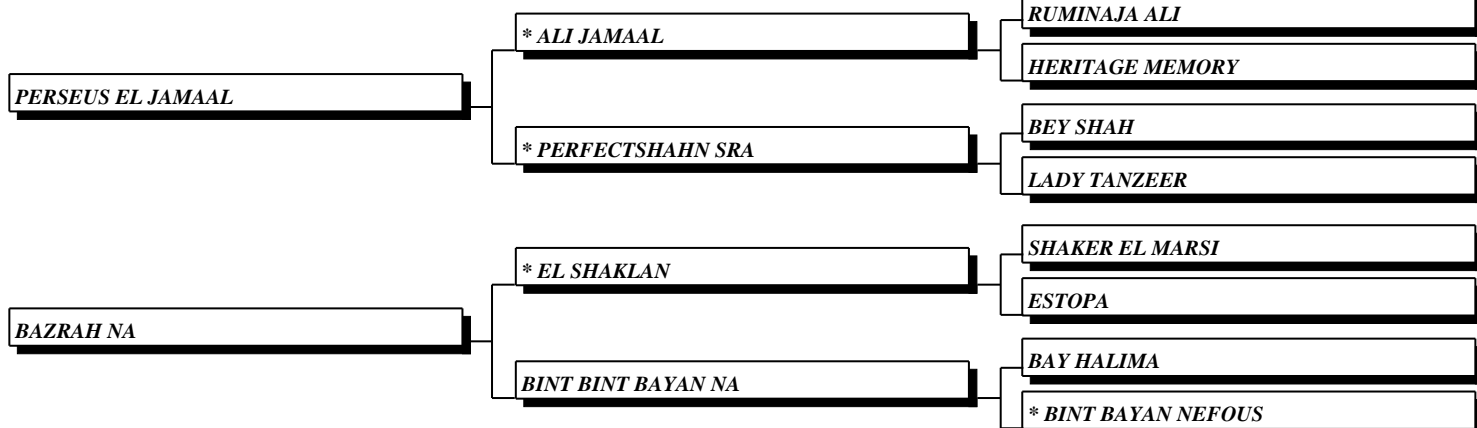 RUMINAJA ALI
* ALI JAMAAL
HERITAGE MEMORY
PERSEUS EL JAMAAL
BEY SHAH
* PERFECTSHAHN SRA
LADY TANZEER
SHAKER EL MARSI
* EL SHAKLAN
ESTOPA
BAZRAH NA
BAY HALIMA
BINT BINT BAYAN NA
* BINT BAYAN NEFOUS